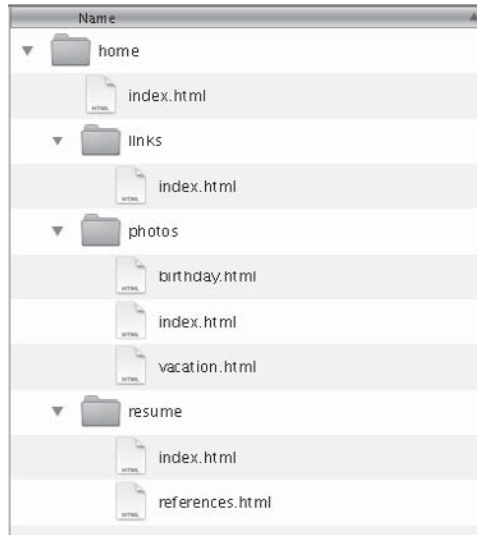 Name
home
index.html
links
index.html
photos
birthday.html
index.html
vacation.html
resume
index.html
references.html